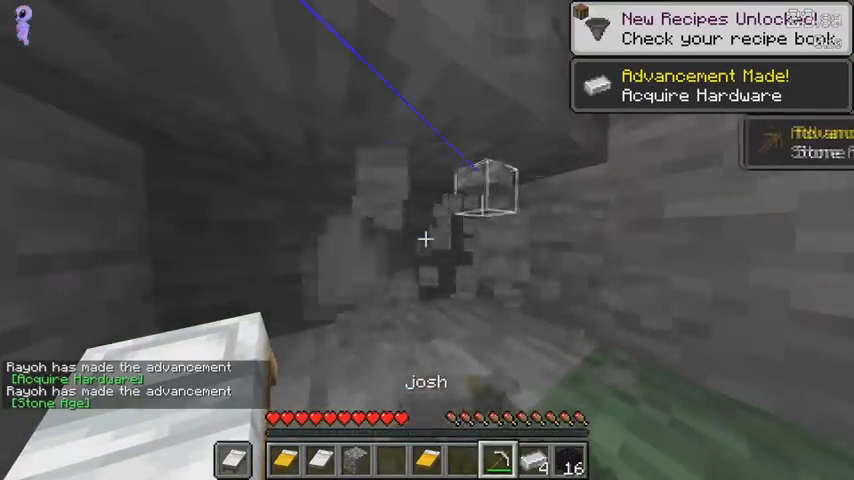 New Recipes Unlocked!
Check your recipe book
Advancement Made!
Acquire Hardware
Stone
Rayoh has made the advancement
[Acquire Hardware]
Rayoh has made the advancement
[Stone Age]
josh
4
16